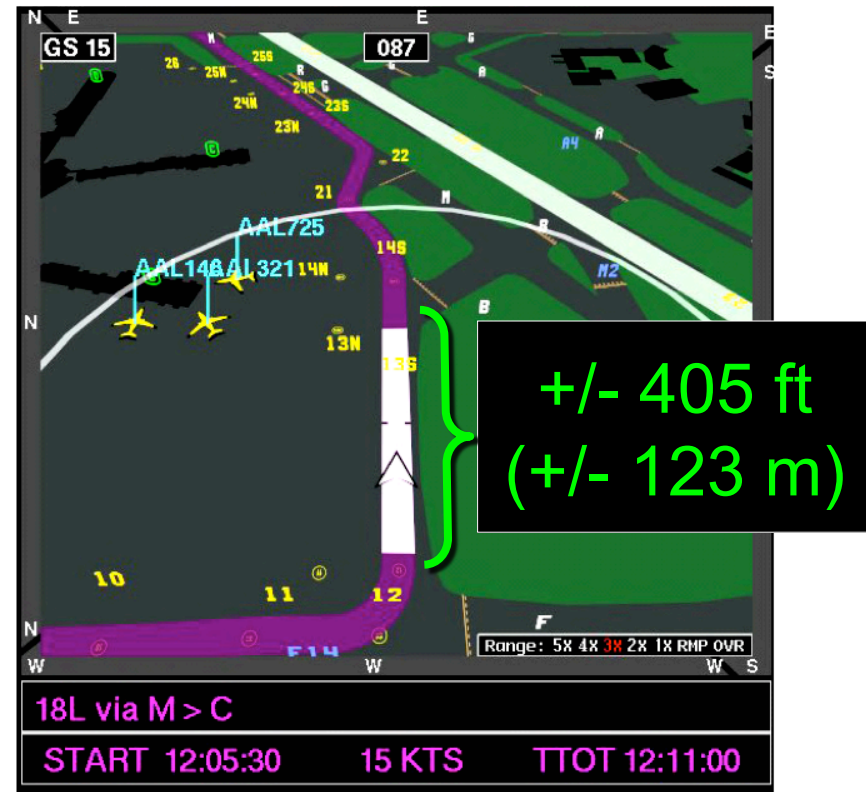 N E E E
GS 15
087
K
26
25N
25S
R
G
24S
G
A
24N
23S
23N
C
A4
A
S
22
21
M
R
AAL725
14S
AAL146
AAL321
14N
M2
N
B
13N
13S
+/- 405 ft
(+/- 123 m)
10
11
12
N
F
F14
Range: 5X 4X 3X 2X 1X RMP OVR
W W W S
18L via M > C
START 12:05:30 15 KTS TTOT 12:11:00